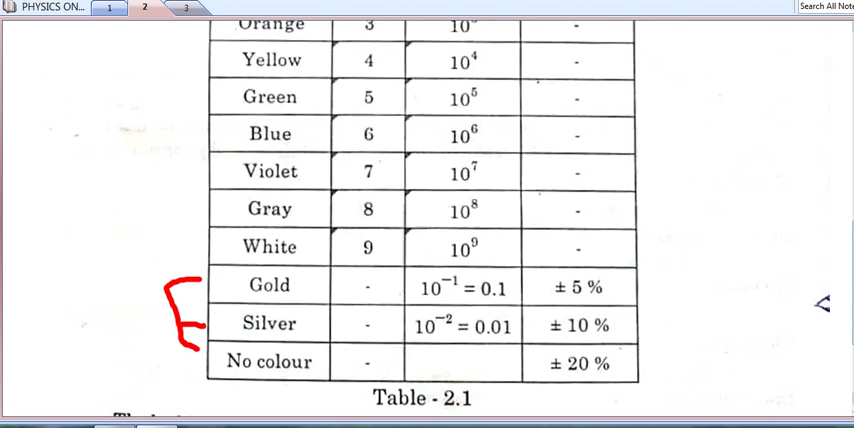 PHYSICS ON... 1 2 3 Search All Note
Orange 3 10³ -
Yellow 4 10⁴ -
Green 5 10⁵ -
Blue 6 10⁶ -
Violet 7 10⁷ -
Gray 8 10⁸ -
White 9 10⁹ -
Gold - 10⁻¹ = 0.1 ± 5 %
Silver - 10⁻² = 0.01 ± 10 %
No colour - ± 20 %
Table - 2.1